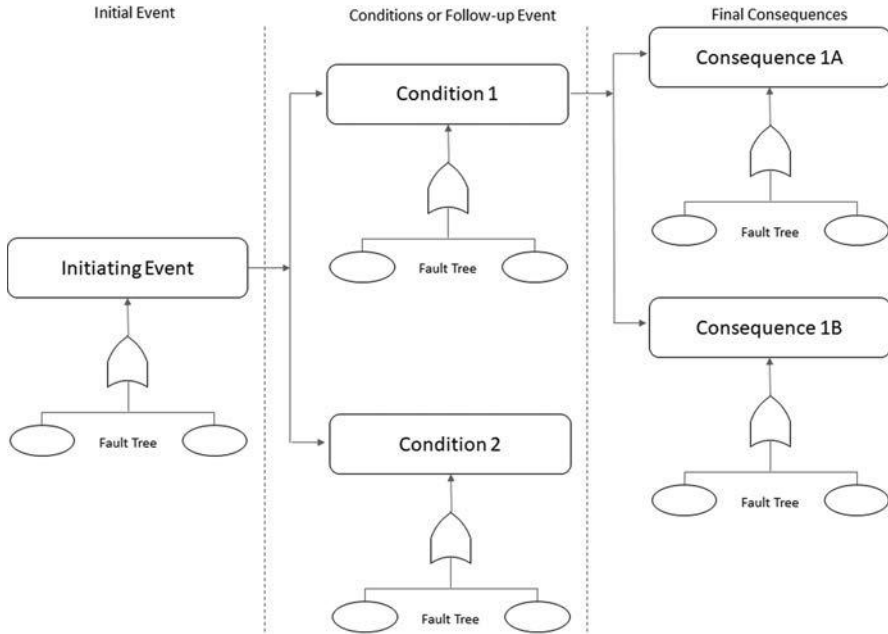 Initial Event
Conditions or Follow-up Event
Final Consequences
Consequence 1A
Condition 1
Fault Tree
Initiating Event
Fault Tree
Consequence 1B
Fault Tree
Condition 2
Fault Tree
Fault Tree